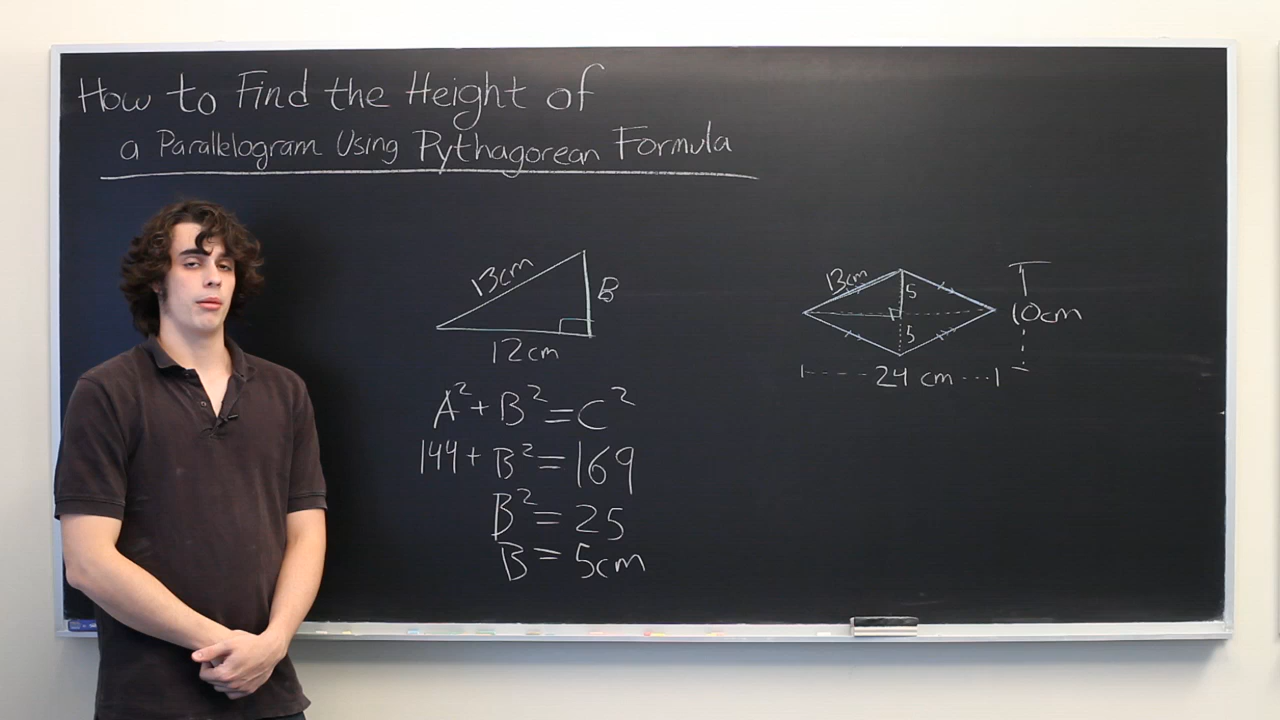 How to Find the Height of
a Parallelogram Using Pythagorean Formula
13cm
B
12cm
A² + B² = C²
144 + B² = 169
B² = 25
B = 5cm
13cm
5
5
10cm
24 cm